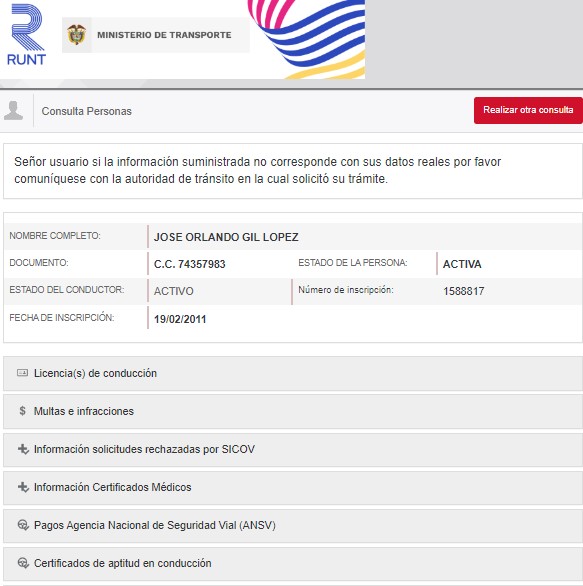 RUNT
MINISTERIO DE TRANSPORTE
Consulta Personas
Realizar otra consulta
Señor usuario si la información suministrada no corresponde con sus datos reales por favor
comuníquese con la autoridad de tránsito en la cual solicitó su trámite.
NOMBRE COMPLETO: JOSE ORLANDO GIL LOPEZ
DOCUMENTO: C.C. 74357983 ESTADO DE LA PERSONA: ACTIVA
ESTADO DEL CONDUCTOR: ACTIVO Número de inscripción: 1588817
FECHA DE INSCRIPCIÓN: 19/02/2011
Licencia(s) de conducción
$ Multas e infracciones
Información solicitudes rechazadas por SICOV
Información Certificados Médicos
Pagos Agencia Nacional de Seguridad Vial (ANSV)
Certificados de aptitud en conducción